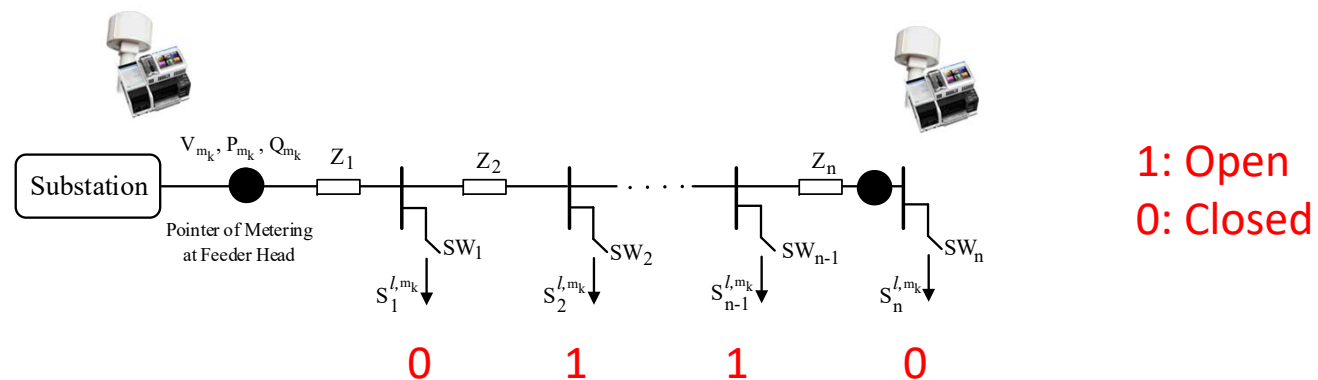 V_{m_k}, P_{m_k}, Q_{m_k}
Z_1 Z_2 Z_n
Substation . . . .
Pointer of Metering
at Feeder Head
SW_1 SW_2 SW_{n-1} SW_n
S_1^{l,m_k} S_2^{l,m_k} S_{n-1}^{l,m_k} S_n^{l,m_k}
0 1 1 0
1: Open
0: Closed